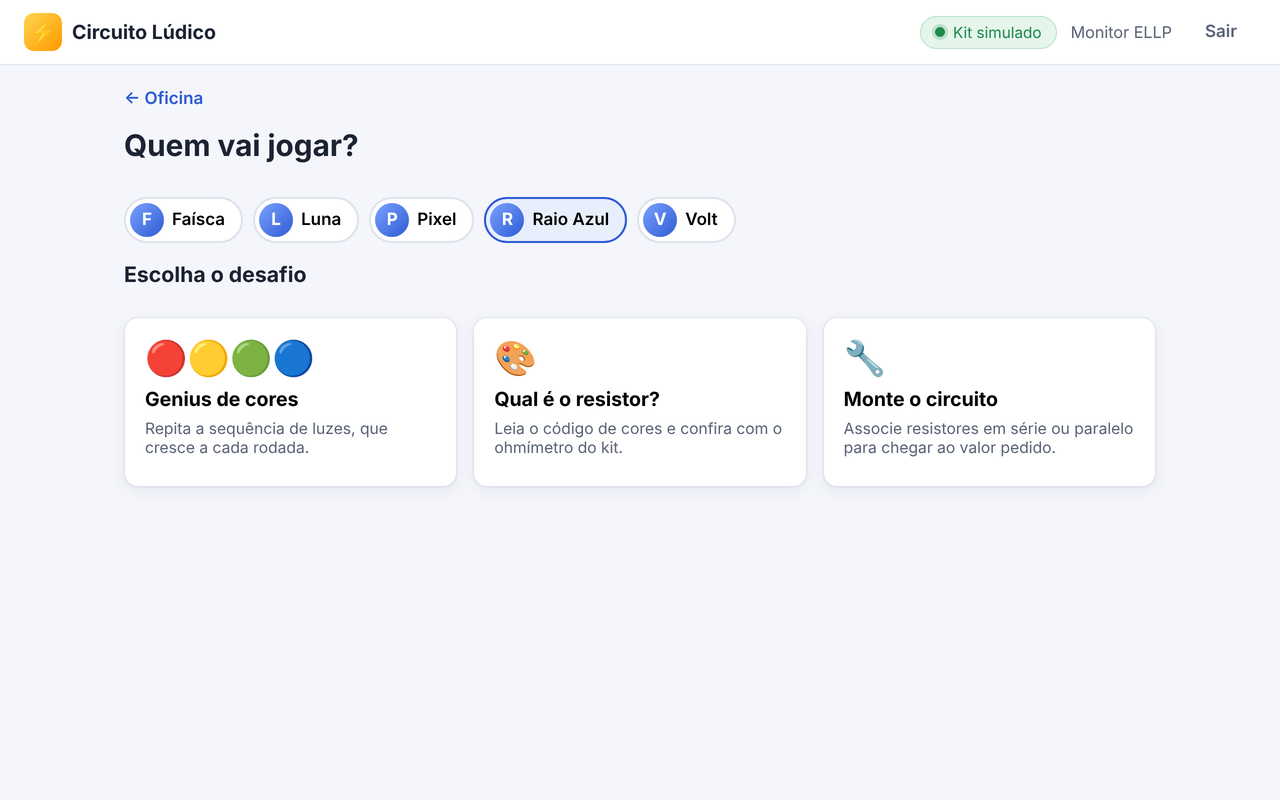 ⚡ Circuito Lúdico
Kit simulado
Monitor ELLP
Sair
← Oficina
Quem vai jogar?
F Faísca
L Luna
P Pixel
R Raio Azul
V Volt
Escolha o desafio
Genius de cores
Repita a sequência de luzes, que
cresce a cada rodada.
Qual é o resistor?
Leia o código de cores e confira com o
ohmímetro do kit.
Monte o circuito
Associe resistores em série ou paralelo
para chegar ao valor pedido.